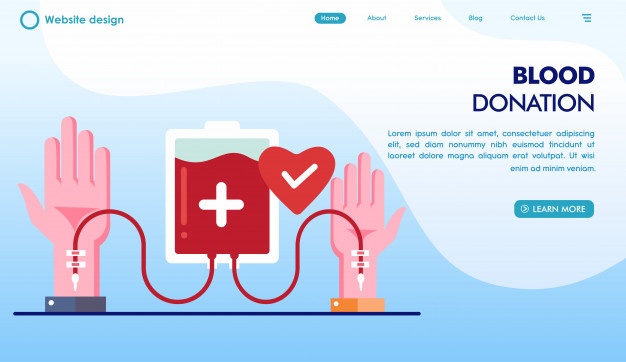 Website design
Home
About
Services
Blog
Contact Us
BLOOD
DONATION
Lorem ipsum dolor sit amet, consectetuer adipiscing
elit, sed diam nonummy nibh euismod tincidunt ut
laoreet dolore magna aliquam erat volutpat. Ut wisi
enim ad minim veniam.
LEARN MORE